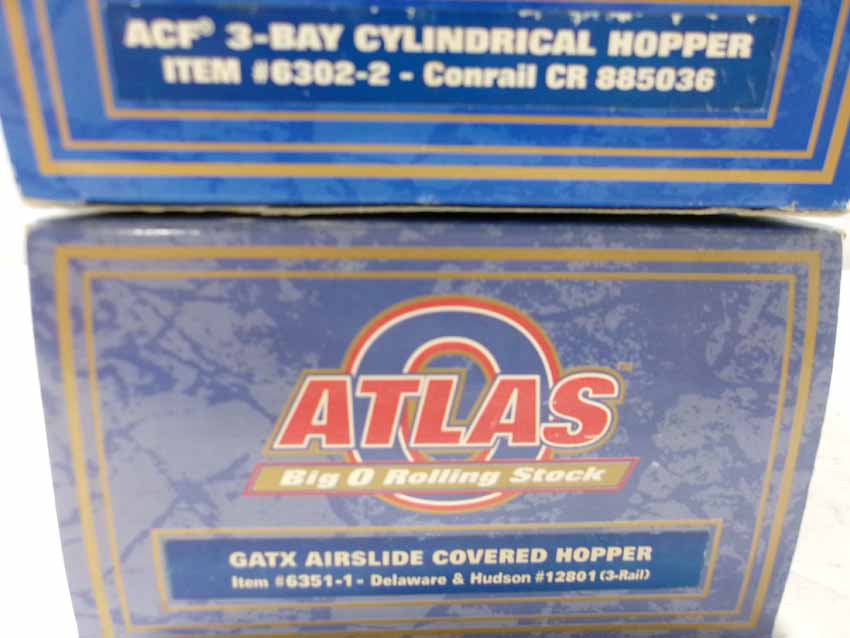 ACF® 3-BAY CYLINDRICAL HOPPER
ITEM #6302-2 - Conrail CR 885036
ATLAS™
Big O Rolling Stock
GATX AIRSLIDE COVERED HOPPER
Item #6351-1 - Delaware & Hudson #12801 (3-Rail)